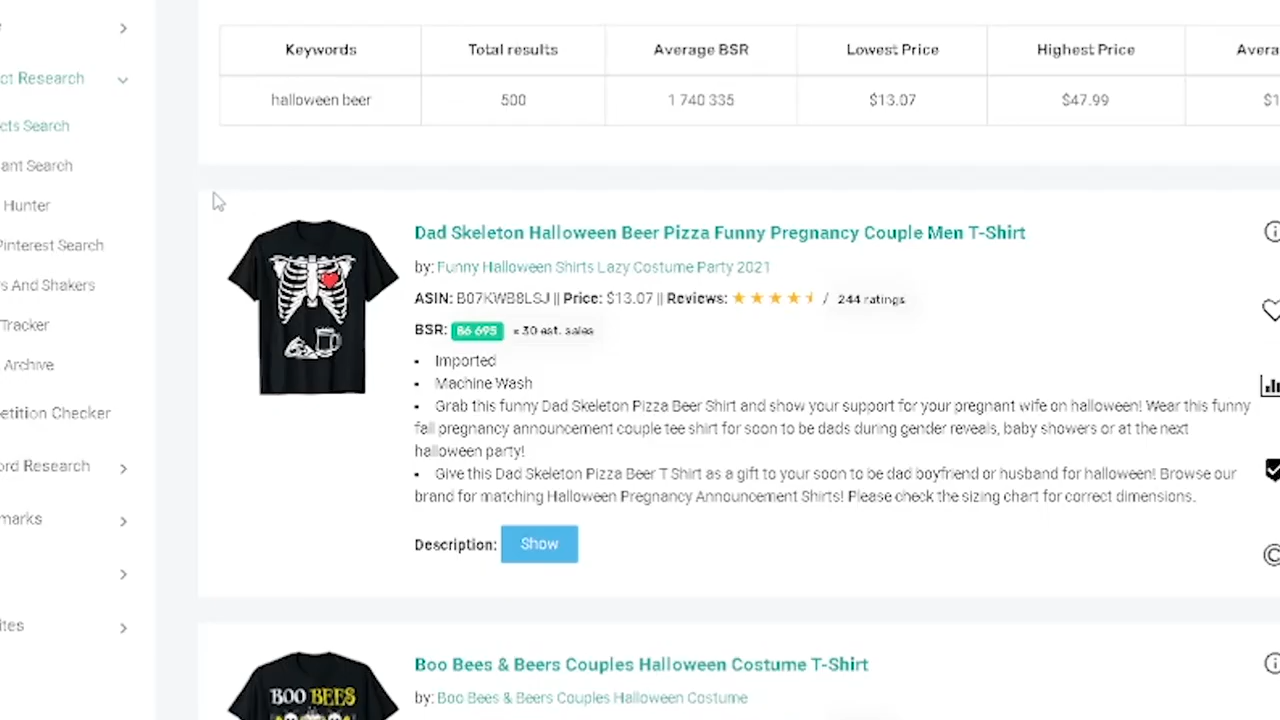 Keywords Total results Average BSR Lowest Price Highest Price Avera
halloween beer 500 1 740 335 $13.07 $47.99 $1
ct Research
cts Search
ant Search
Hunter
Pinterest Search
s And Shakers
Tracker
Archive
etition Checker
ord Research
marks
ites
Dad Skeleton Halloween Beer Pizza Funny Pregnancy Couple Men T-Shirt
by: Funny Halloween Shirts Lazy Costume Party 2021
ASIN: B07KWB8LSJ || Price: $13.07 || Reviews: / 244 ratings
BSR: 86 695 ≈ 30 est. sales
• Imported
• Machine Wash
• Grab this funny Dad Skeleton Pizza Beer Shirt and show your support for your pregnant wife on halloween! Wear this funny
fall pregnancy announcement couple tee shirt for soon to be dads during gender reveals, baby showers or at the next
halloween party!
• Give this Dad Skeleton Pizza Beer T Shirt as a gift to your soon to be dad boyfriend or husband for halloween! Browse our
brand for matching Halloween Pregnancy Announcement Shirts! Please check the sizing chart for correct dimensions.
Description: Show
Boo Bees & Beers Couples Halloween Costume T-Shirt
by: Boo Bees & Beers Couples Halloween Costume
BOO BEES